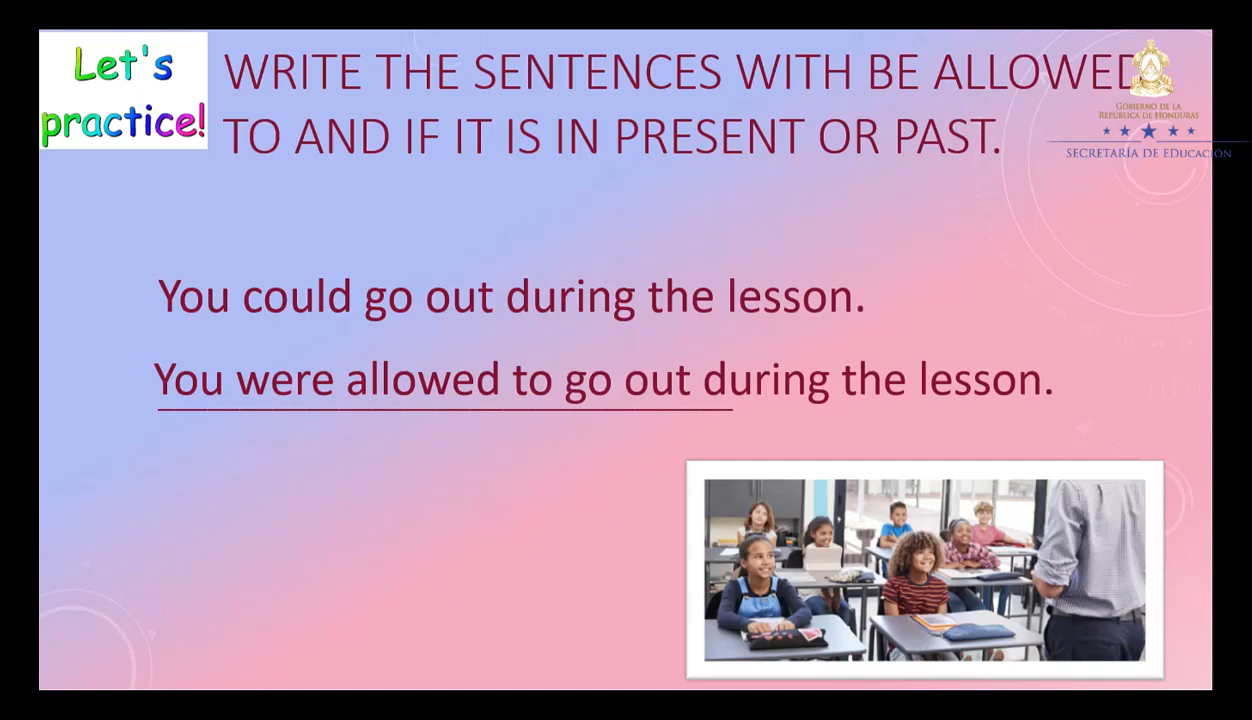 Let's
practice!
WRITE THE SENTENCES WITH BE ALLOWED
TO AND IF IT IS IN PRESENT OR PAST.
GOBIERNO DE LA
REPÚBLICA DE HONDURAS
SECRETARÍA DE EDUCACIÓN
You could go out during the lesson.
You were allowed to go out during the lesson.